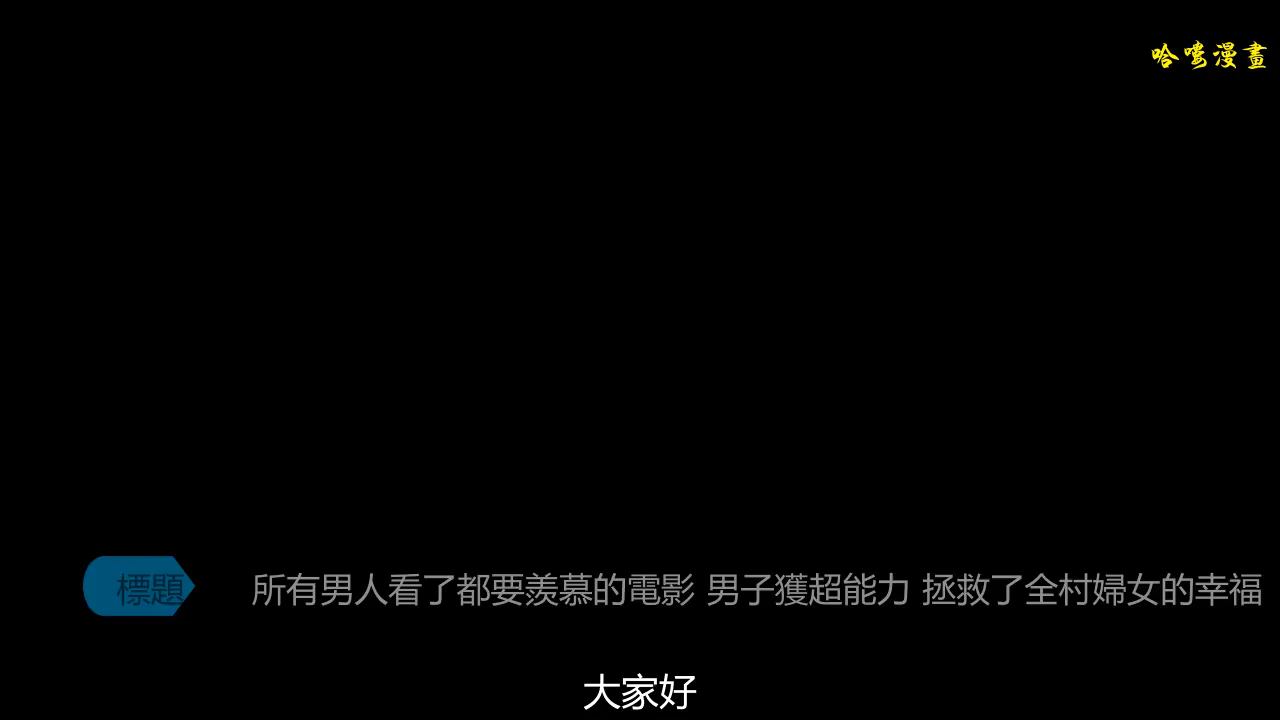 哈嘍漫畫
標題
所有男人看了都要羨慕的電影 男子獲超能力 拯救了全村婦女的幸福
大家好